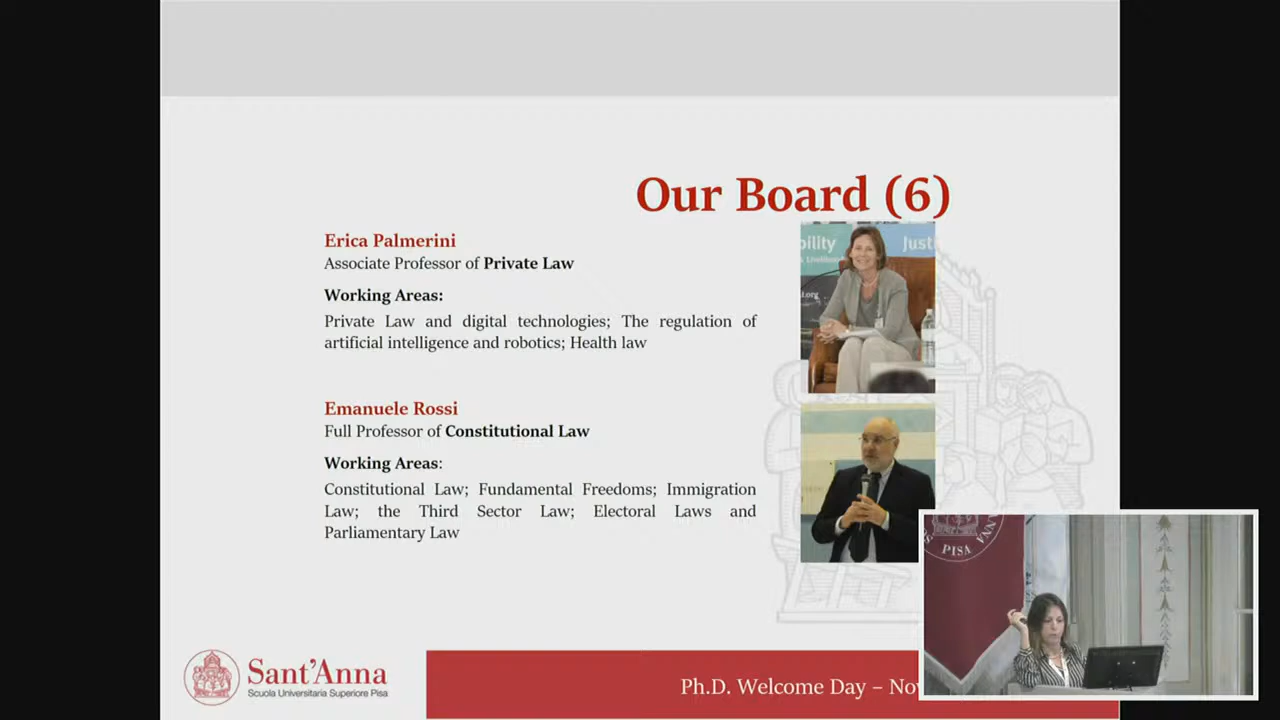 Our Board (6)
Erica Palmerini
Associate Professor of Private Law
Working Areas:
Private Law and digital technologies; The regulation of
artificial intelligence and robotics; Health law
Emanuele Rossi
Full Professor of Constitutional Law
Working Areas:
Constitutional Law; Fundamental Freedoms; Immigration
Law; the Third Sector Law; Electoral Laws and
Parliamentary Law
Sant'Anna
Scuola Universitaria Superiore Pisa
Ph.D. Welcome Day – Nov
PISA